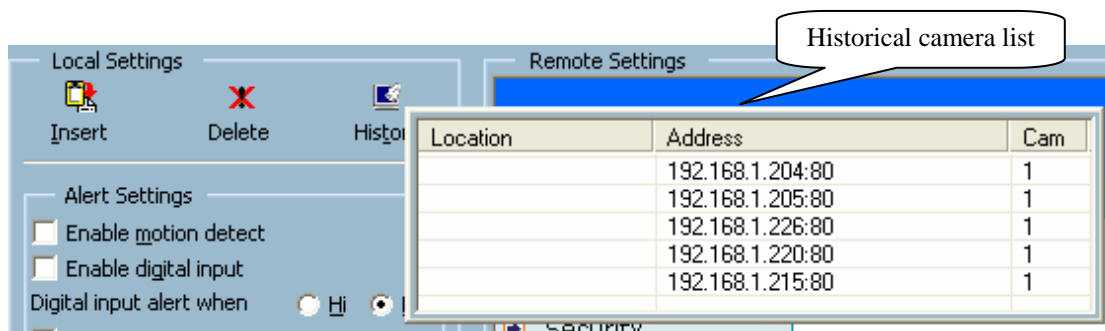 Historical camera list
Local Settings
Remote Settings
Insert
Delete
Location
Address
Cam
192.168.1.204:80
1
192.168.1.205:80
1
192.168.1.226:80
1
192.168.1.220:80
1
192.168.1.215:80
1
Alert Settings
Enable motion detect
Enable digital input
Digital input alert when
Hi
Security